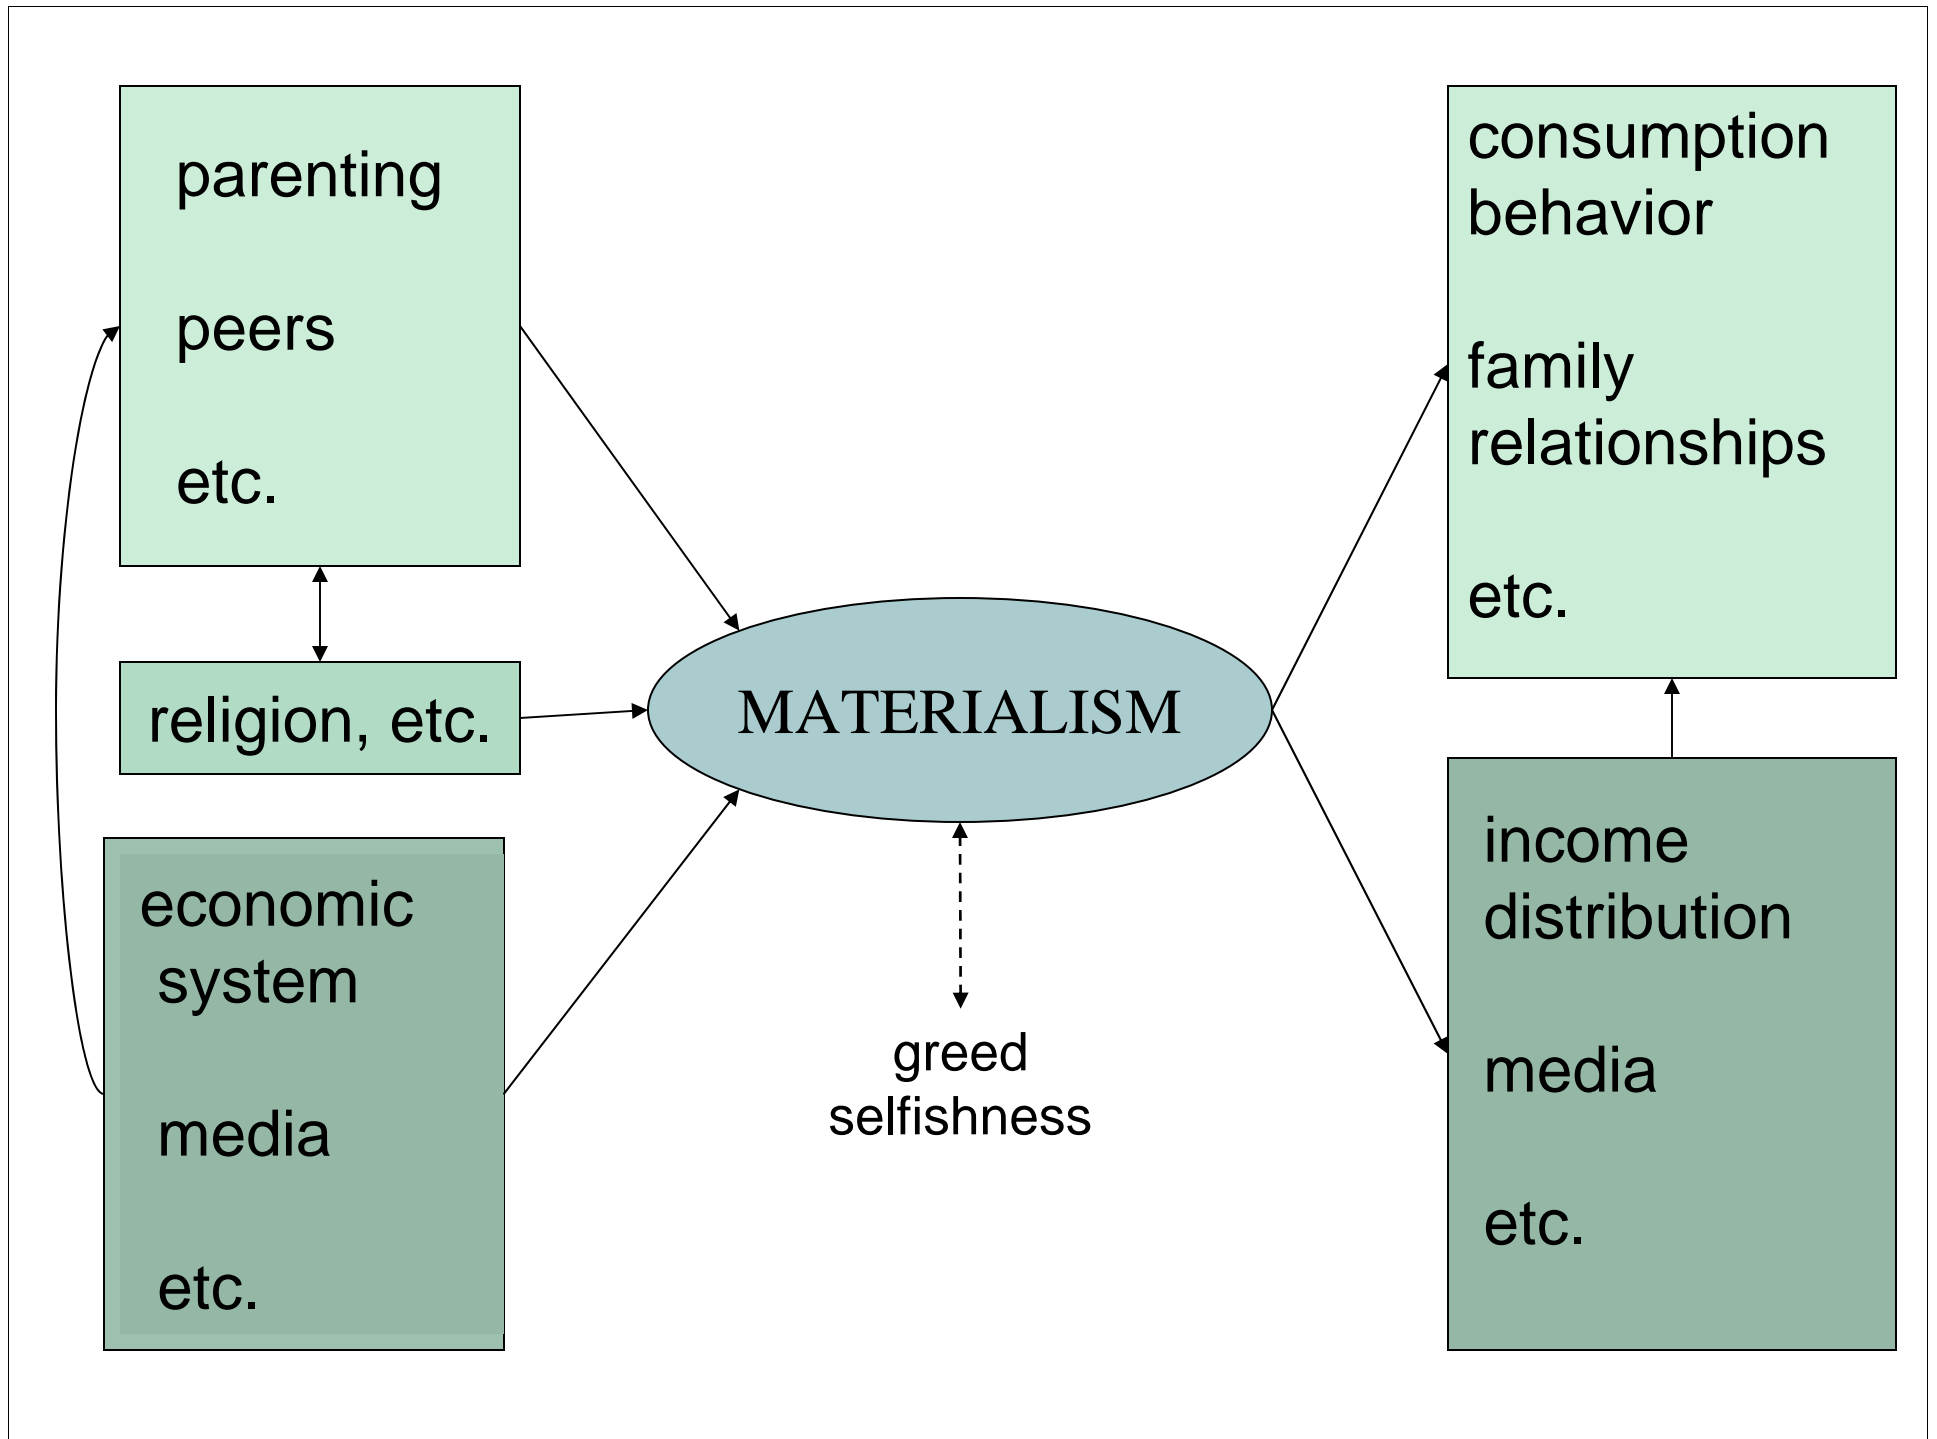 parenting
peers
etc.
religion, etc.
economic
system
media
etc.
MATERIALISM
greed
selfishness
consumption
behavior
family
relationships
etc.
income
distribution
media
etc.